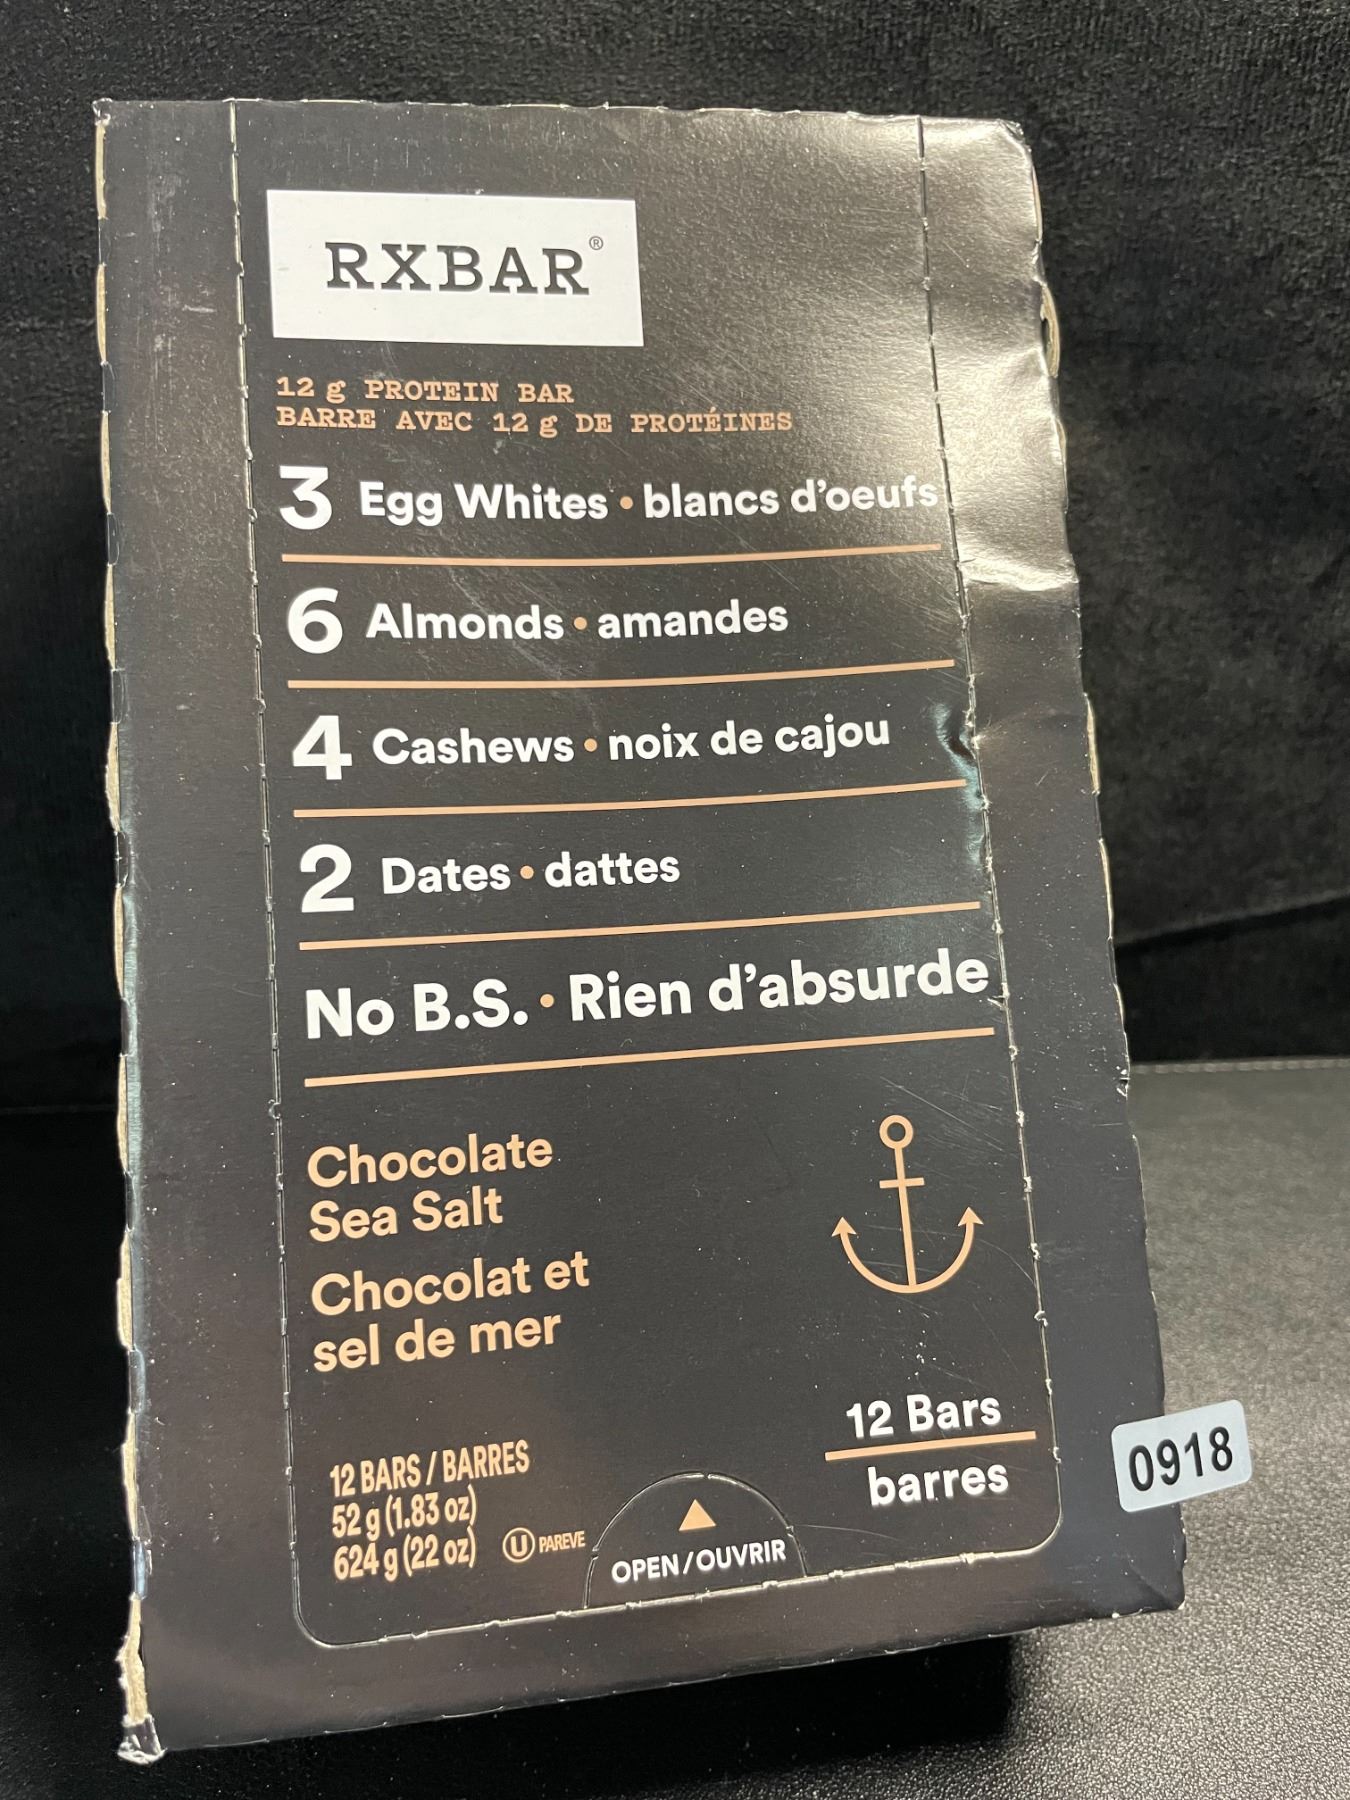 RXBAR®
12 g PROTEIN BAR
BARRE AVEC 12 g DE PROTÉINES
3 Egg Whites • blancs d'oeufs
6 Almonds • amandes
4 Cashews • noix de cajou
2 Dates • dattes
No B.S. • Rien d'absurde
Chocolate
Sea Salt
Chocolat et
sel de mer
12 Bars
barres
12 BARS / BARRES
52 g (1.83 oz)
624 g (22 oz)
U PAREVE
OPEN/OUVRIR
0918